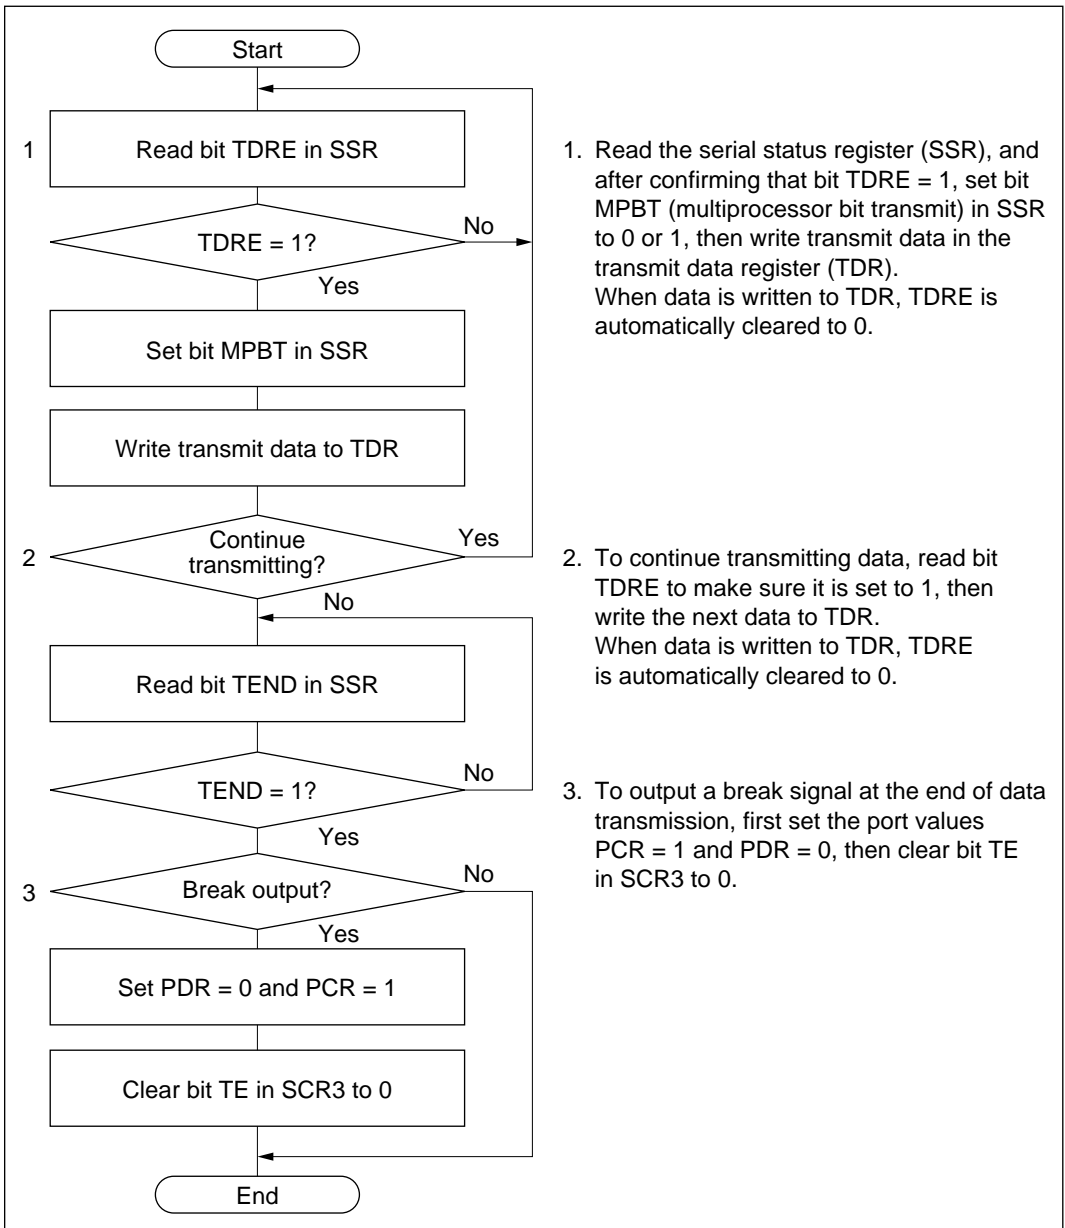 Start
1
Read bit TDRE in SSR
TDRE = 1?
No
Yes
Set bit MPBT in SSR
Write transmit data to TDR
2
Continue
transmitting?
Yes
No
Read bit TEND in SSR
TEND = 1?
No
Yes
3
Break output?
No
Yes
Set PDR = 0 and PCR = 1
Clear bit TE in SCR3 to 0
End
1. Read the serial status register (SSR), and
after confirming that bit TDRE = 1, set bit
MPBT (multiprocessor bit transmit) in SSR
to 0 or 1, then write transmit data in the
transmit data register (TDR).
When data is written to TDR, TDRE is
automatically cleared to 0.
2. To continue transmitting data, read bit
TDRE to make sure it is set to 1, then
write the next data to TDR.
When data is written to TDR, TDRE
is automatically cleared to 0.
3. To output a break signal at the end of data
transmission, first set the port values
PCR = 1 and PDR = 0, then clear bit TE
in SCR3 to 0.